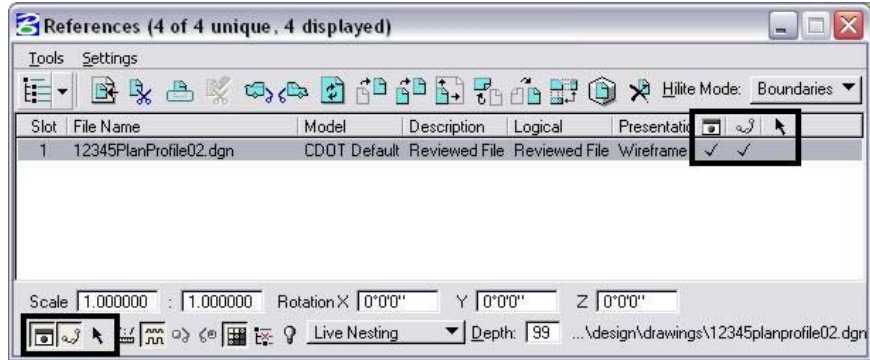 References (4 of 4 unique, 4 displayed)
Tools Settings
Hilite Mode: Boundaries
Slot File Name Model Description Logical Presentatic
1 12345PlanProfile02.dgn CDOT Default Reviewed File Reviewed File Wireframe
Scale 1.000000 : 1.000000 Rotation X 0°0'0" Y 0°0'0" Z 0°0'0"
Live Nesting Depth: 99 ...\design\drawings\12345planprofile02.dgn